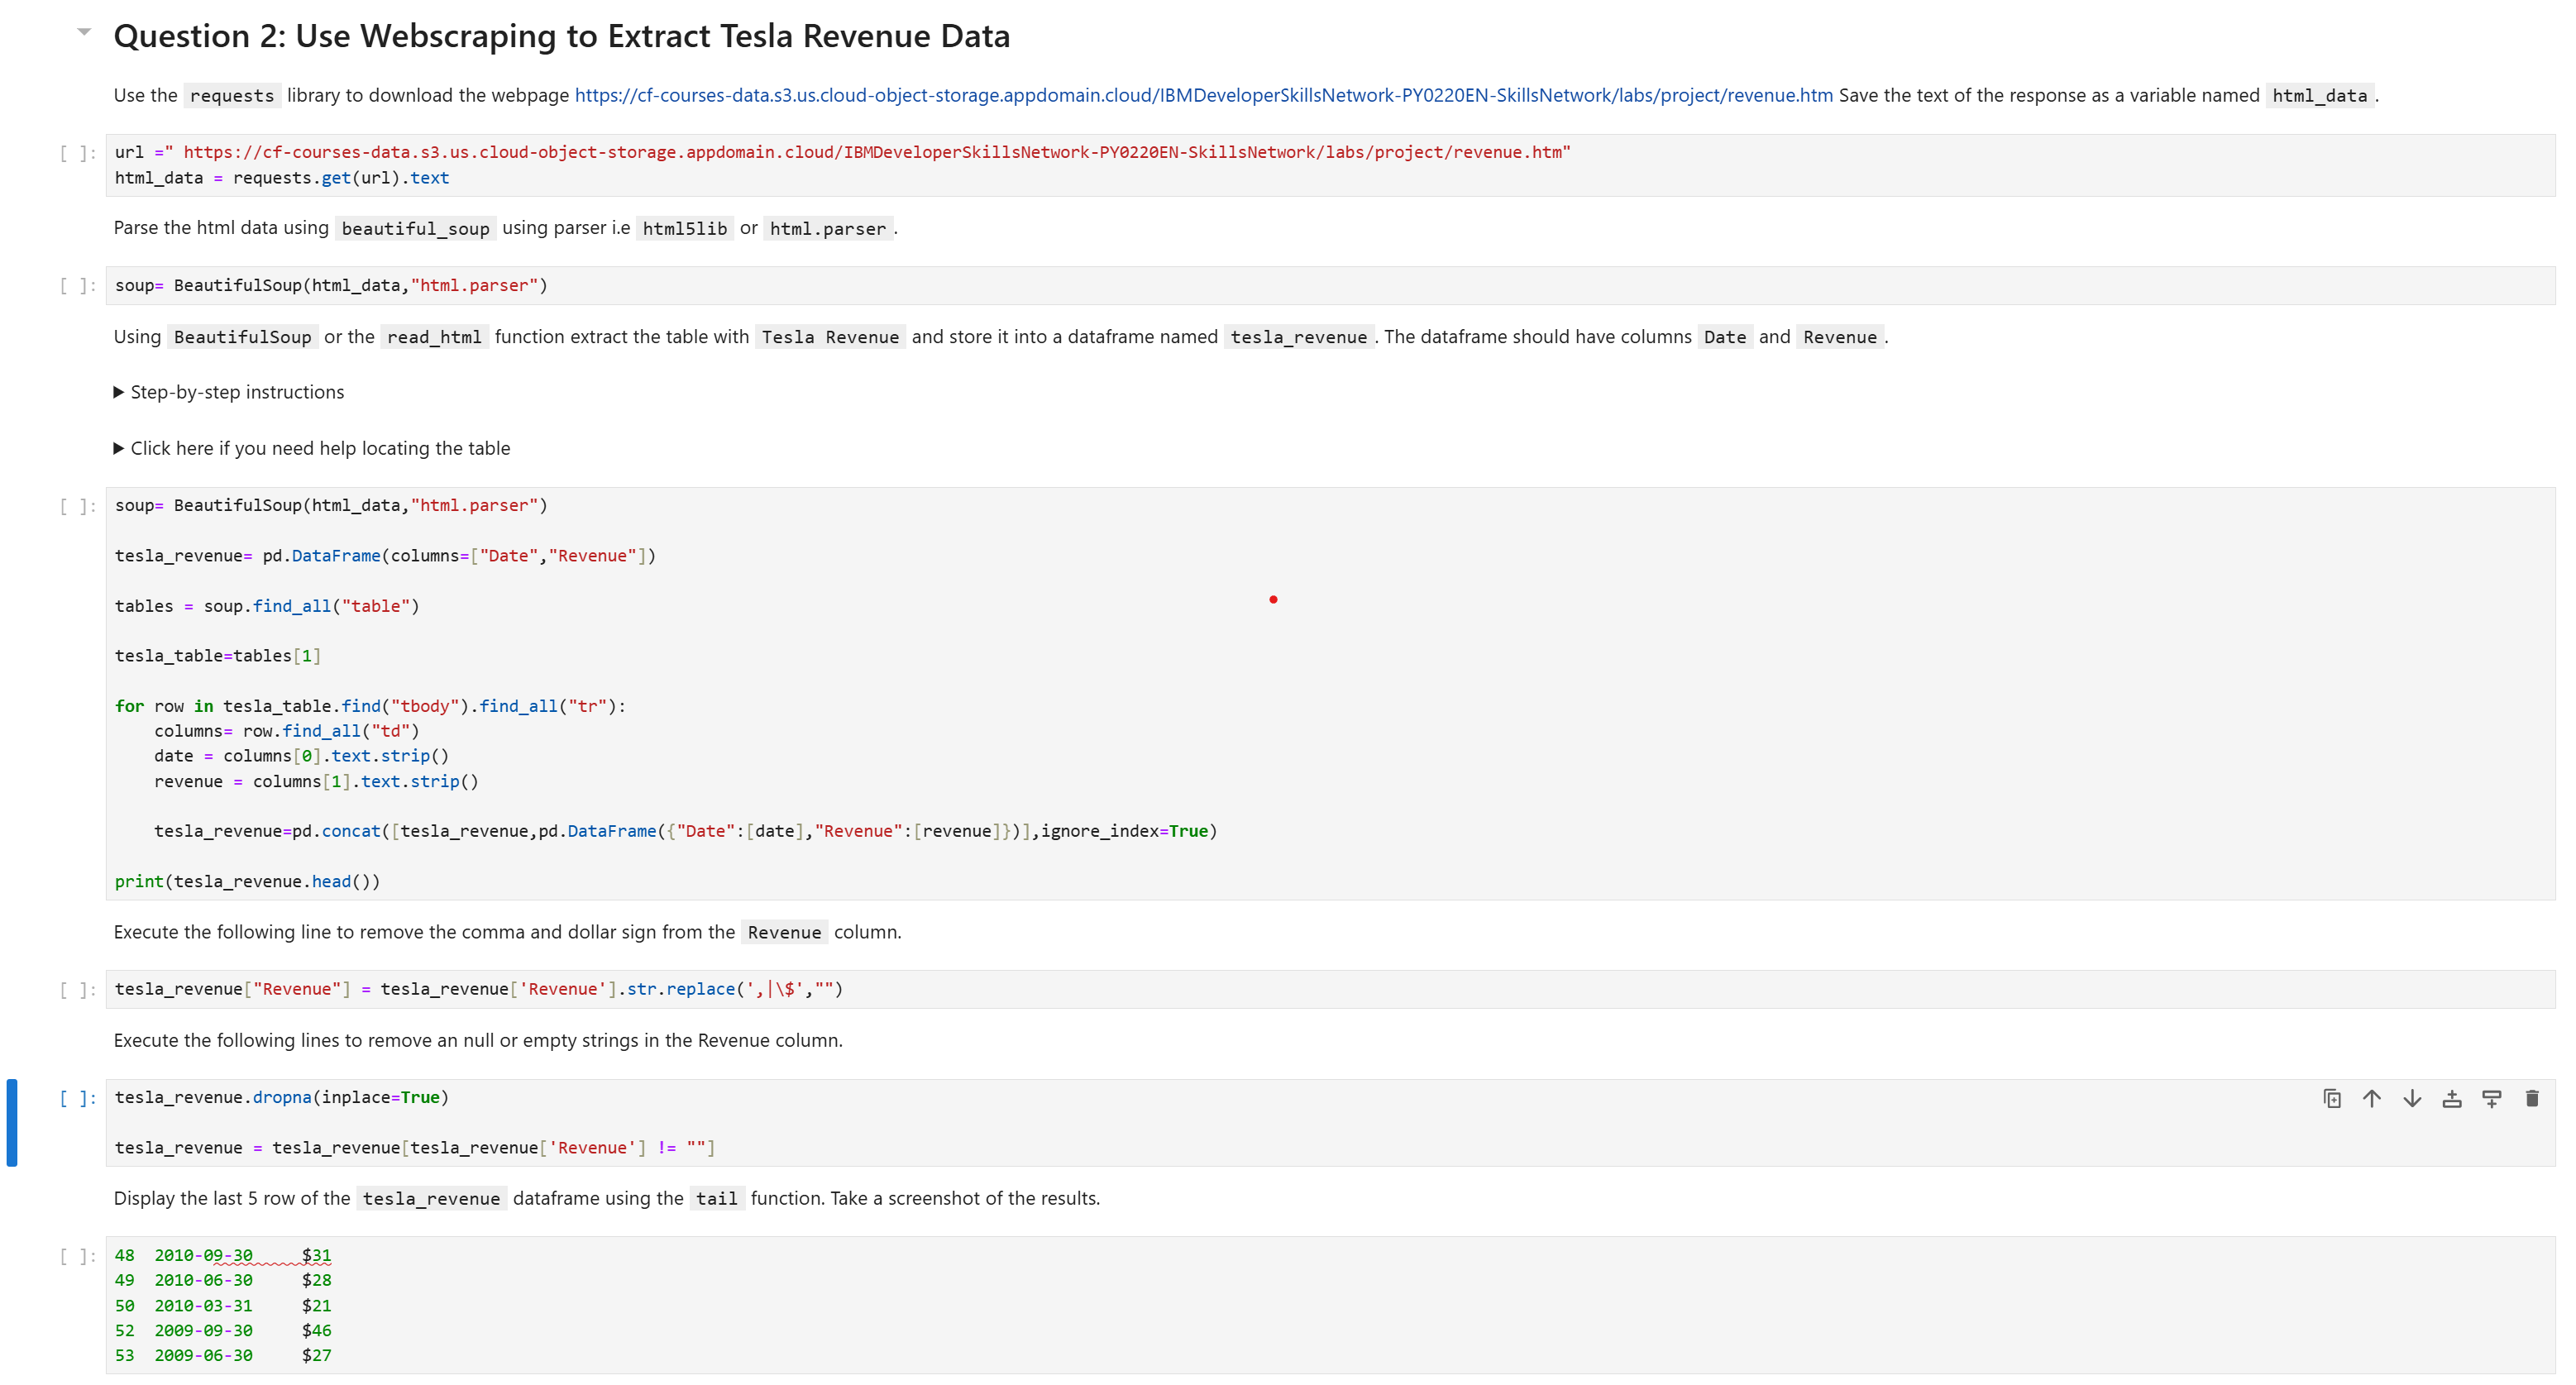 Question 2: Use Webscraping to Extract Tesla Revenue Data
Use the requests library to download the webpage https://cf-courses-data.s3.us.cloud-object-storage.appdomain.cloud/IBMDeveloperSkillsNetwork-PY0220EN-SkillsNetwork/labs/project/revenue.htm Save the text of the response as a variable named html_data.
[ ]: url =" https://cf-courses-data.s3.us.cloud-object-storage.appdomain.cloud/IBMDeveloperSkillsNetwork-PY0220EN-SkillsNetwork/labs/project/revenue.htm"
html_data = requests.get(url).text
Parse the html data using beautiful_soup using parser i.e html5lib or html.parser.
[ ]: soup= BeautifulSoup(html_data,"html.parser")
Using BeautifulSoup or the read_html function extract the table with Tesla Revenue and store it into a dataframe named tesla_revenue. The dataframe should have columns Date and Revenue.
▶ Step-by-step instructions
▶ Click here if you need help locating the table
[ ]: soup= BeautifulSoup(html_data,"html.parser")
tesla_revenue= pd.DataFrame(columns=["Date","Revenue"])
tables = soup.find_all("table")
tesla_table=tables[1]
for row in tesla_table.find("tbody").find_all("tr"):
    columns= row.find_all("td")
    date = columns[0].text.strip()
    revenue = columns[1].text.strip()
    tesla_revenue=pd.concat([tesla_revenue,pd.DataFrame({"Date":[date],"Revenue":[revenue]})],ignore_index=True)
print(tesla_revenue.head())
Execute the following line to remove the comma and dollar sign from the Revenue column.
[ ]: tesla_revenue["Revenue"] = tesla_revenue['Revenue'].str.replace(',|\$',"")
Execute the following lines to remove an null or empty strings in the Revenue column.
[ ]: tesla_revenue.dropna(inplace=True)
tesla_revenue = tesla_revenue[tesla_revenue['Revenue'] != ""]
Display the last 5 row of the tesla_revenue dataframe using the tail function. Take a screenshot of the results.
[ ]: 48  2010-09-30     $31
49  2010-06-30     $28
50  2010-03-31     $21
52  2009-09-30     $46
53  2009-06-30     $27